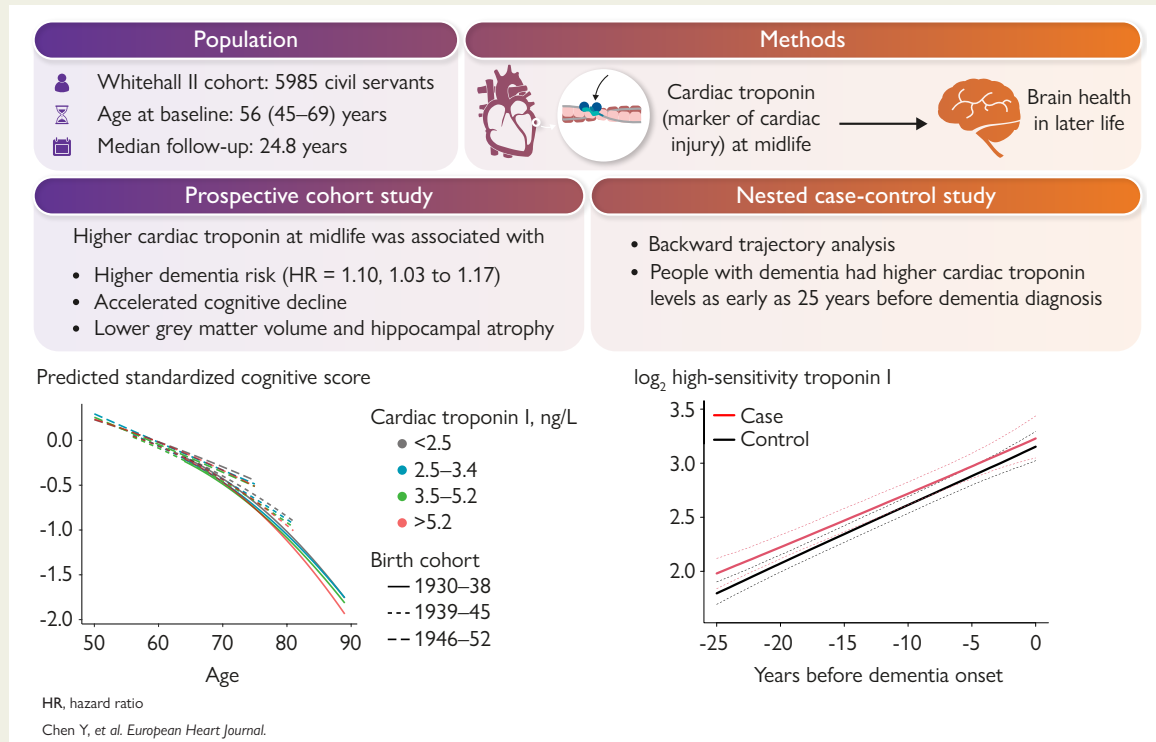 Population
Whitehall II cohort: 5985 civil servants
Age at baseline: 56 (45–69) years
Median follow-up: 24.8 years
Methods
Cardiac troponin
(marker of cardiac
injury) at midlife
Brain health
in later life
Prospective cohort study
Higher cardiac troponin at midlife was associated with
• Higher dementia risk (HR = 1.10, 1.03 to 1.17)
• Accelerated cognitive decline
• Lower grey matter volume and hippocampal atrophy
Nested case-control study
• Backward trajectory analysis
• People with dementia had higher cardiac troponin
levels as early as 25 years before dementia diagnosis
Predicted standardized cognitive score
0.0
-0.5
-1.0
-1.5
-2.0
50 60 70 80 90
Age
Cardiac troponin I, ng/L
<2.5
2.5–3.4
3.5–5.2
>5.2
Birth cohort
1930–38
1939–45
1946–52
log₂ high-sensitivity troponin I
3.5
3.0
2.5
2.0
Case
Control
-25 -20 -15 -10 -5 0
Years before dementia onset
HR, hazard ratio
Chen Y, et al. European Heart Journal.